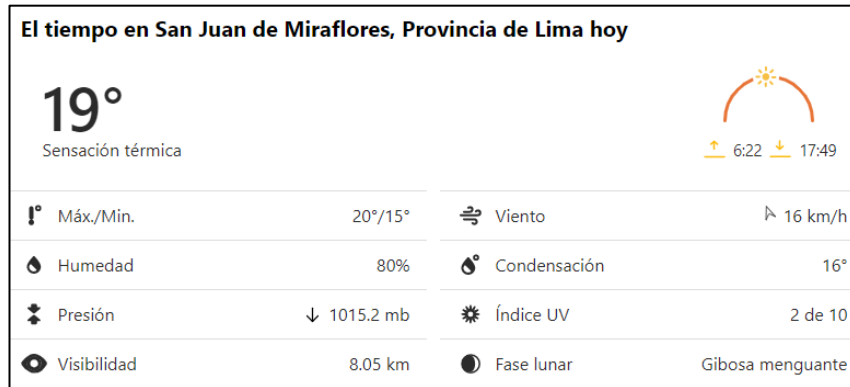 El tiempo en San Juan de Miraflores, Provincia de Lima hoy
19°
Sensación térmica
6:22 17:49
Máx./Min. 20°/15°
Viento 16 km/h
Humedad 80%
Condensación 16°
Presión ↓ 1015.2 mb
Índice UV 2 de 10
Visibilidad 8.05 km
Fase lunar Gibosa menguante